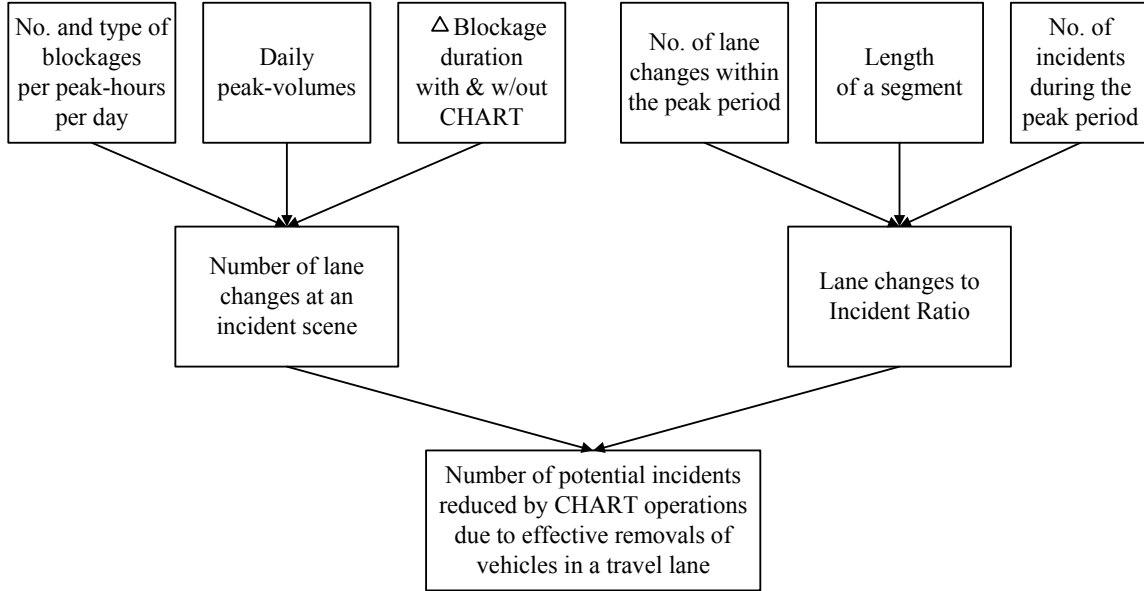 No. and type of
blockages
per peak-hours
per day
Daily
peak-volumes
△ Blockage
duration
with & w/out
CHART
No. of lane
changes within
the peak period
Length
of a segment
No. of
incidents
during the
peak period
Number of lane
changes at an
incident scene
Lane changes to
Incident Ratio
Number of potential incidents
reduced by CHART operations
due to effective removals of
vehicles in a travel lane